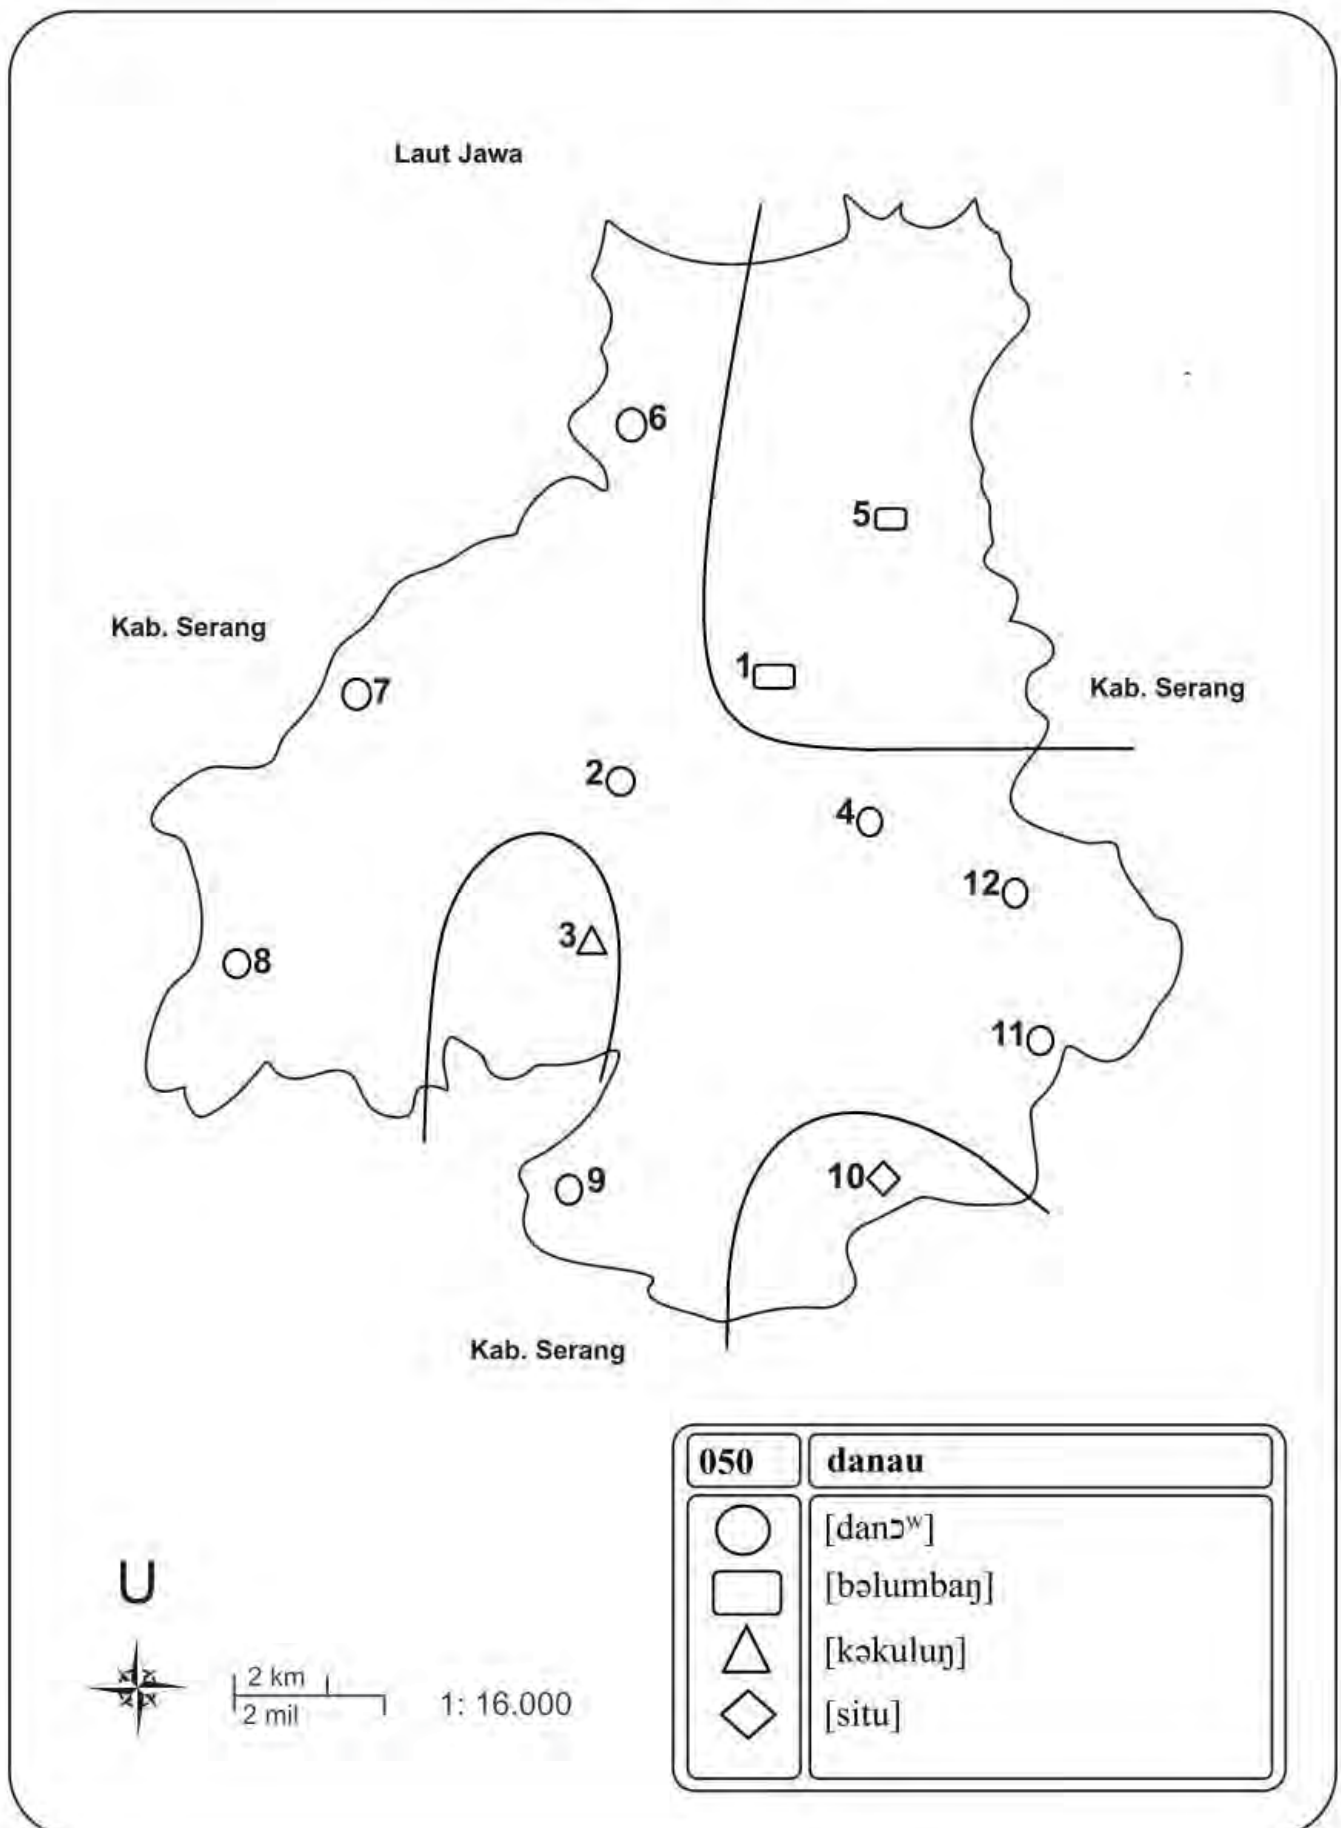 Laut Jawa
6
5
Kab. Serang
1
7
Kab. Serang
2
4
12
3
8
11
10
9
Kab. Serang
050 danau
[danɔʷ]
[bəlumbaŋ]
[kəkuluŋ]
[situ]
U
2 km
2 mil
1: 16.000